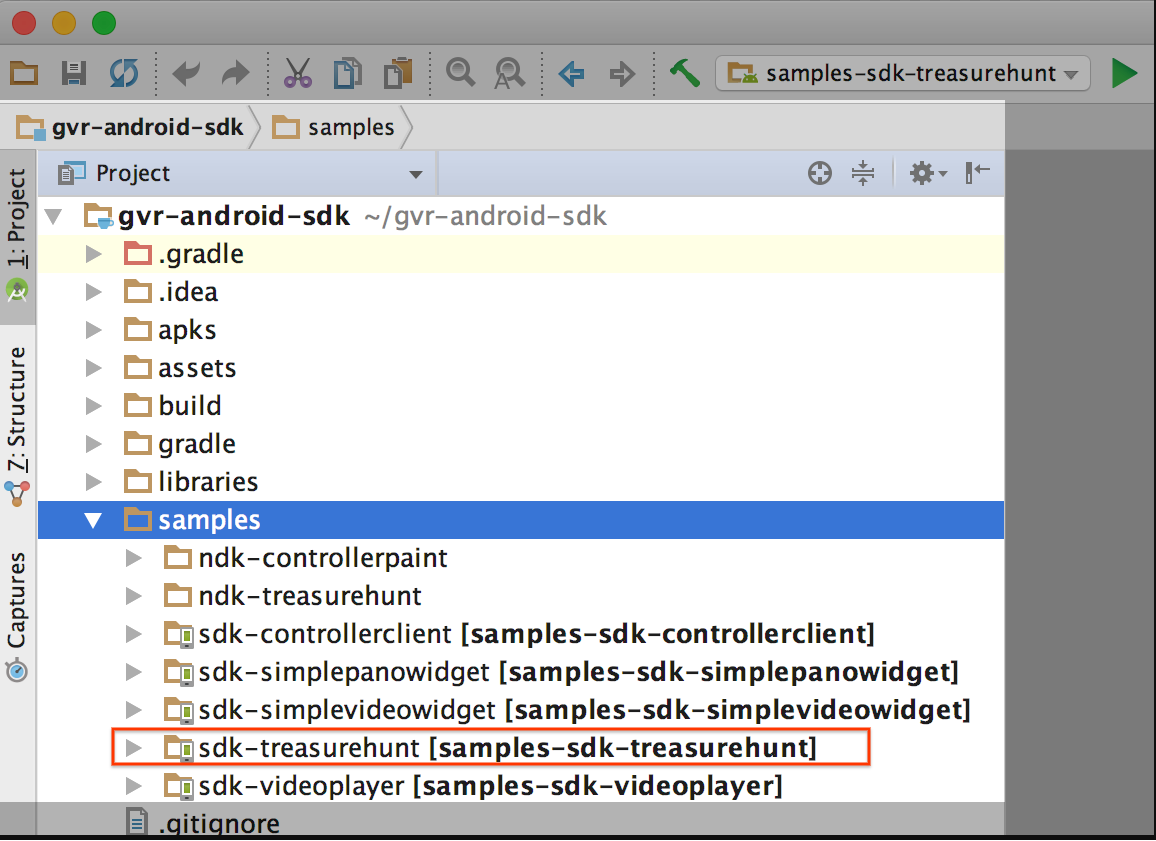 samples-sdk-treasurehunt
gvr-android-sdk samples
1: Project
7: Structure
Captures
Project
gvr-android-sdk ~/gvr-android-sdk
.gradle
.idea
apks
assets
build
gradle
libraries
samples
ndk-controllerpaint
ndk-treasurehunt
sdk-controllerclient [samples-sdk-controllerclient]
sdk-simplepanowidget [samples-sdk-simplepanowidget]
sdk-simplevideowidget [samples-sdk-simplevideowidget]
sdk-treasurehunt [samples-sdk-treasurehunt]
sdk-videoplayer [samples-sdk-videoplayer]
.gitignore